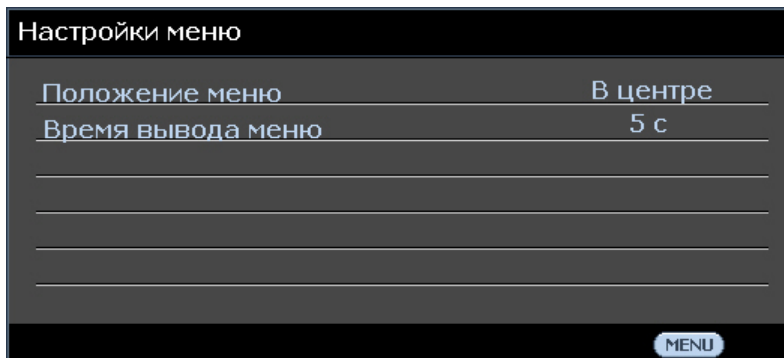 Настройки меню
Положение меню В центре
Время вывода меню 5 с
MENU